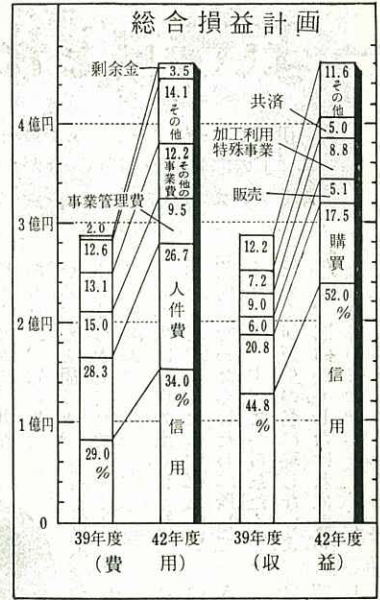 総合損益計画
剰余金
3.5
14.1
その他
12.2
その他の事業費
事業管理費
9.5
26.7
人件費
34.0
%
信用
2.0
12.6
13.1
15.0
28.3
29.0
%
11.6
その他
共済
5.0
加工利用
特殊事業
8.8
販売
5.1
17.5
購買
52.0
%
信用
12.2
7.2
9.0
6.0
20.8
44.8
%
4億円
3億円
2億円
1億円
0
39年度 42年度 39年度 42年度
(費 用) (収 益)